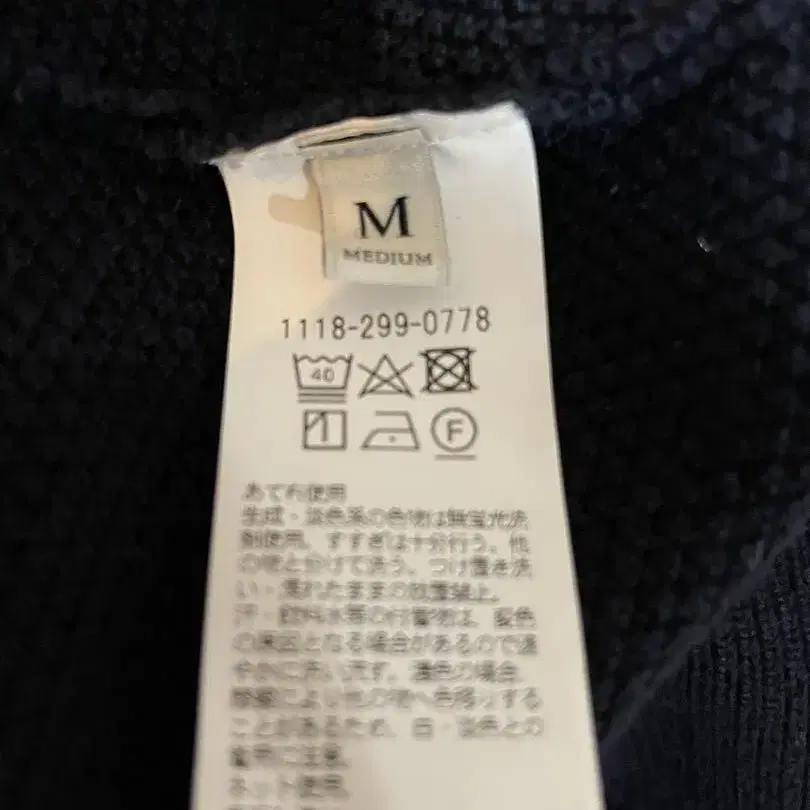 M
MEDIUM
1118-299-0778
40
F
あて布使用
生成・淡色系の色物は無蛍光洗
剤使用。すすぎは十分行う。他
の物と分けて洗う。つけ置き洗
い・濡れたままの放置禁止。
汗・飲料水等の付着物は、変色
の原因となる場合があるので速
やかに洗い流す。濃色の場合、
摩擦により他の物へ色移りする
ことがあるため、白・淡色との
着用に注意。
ネット使用。